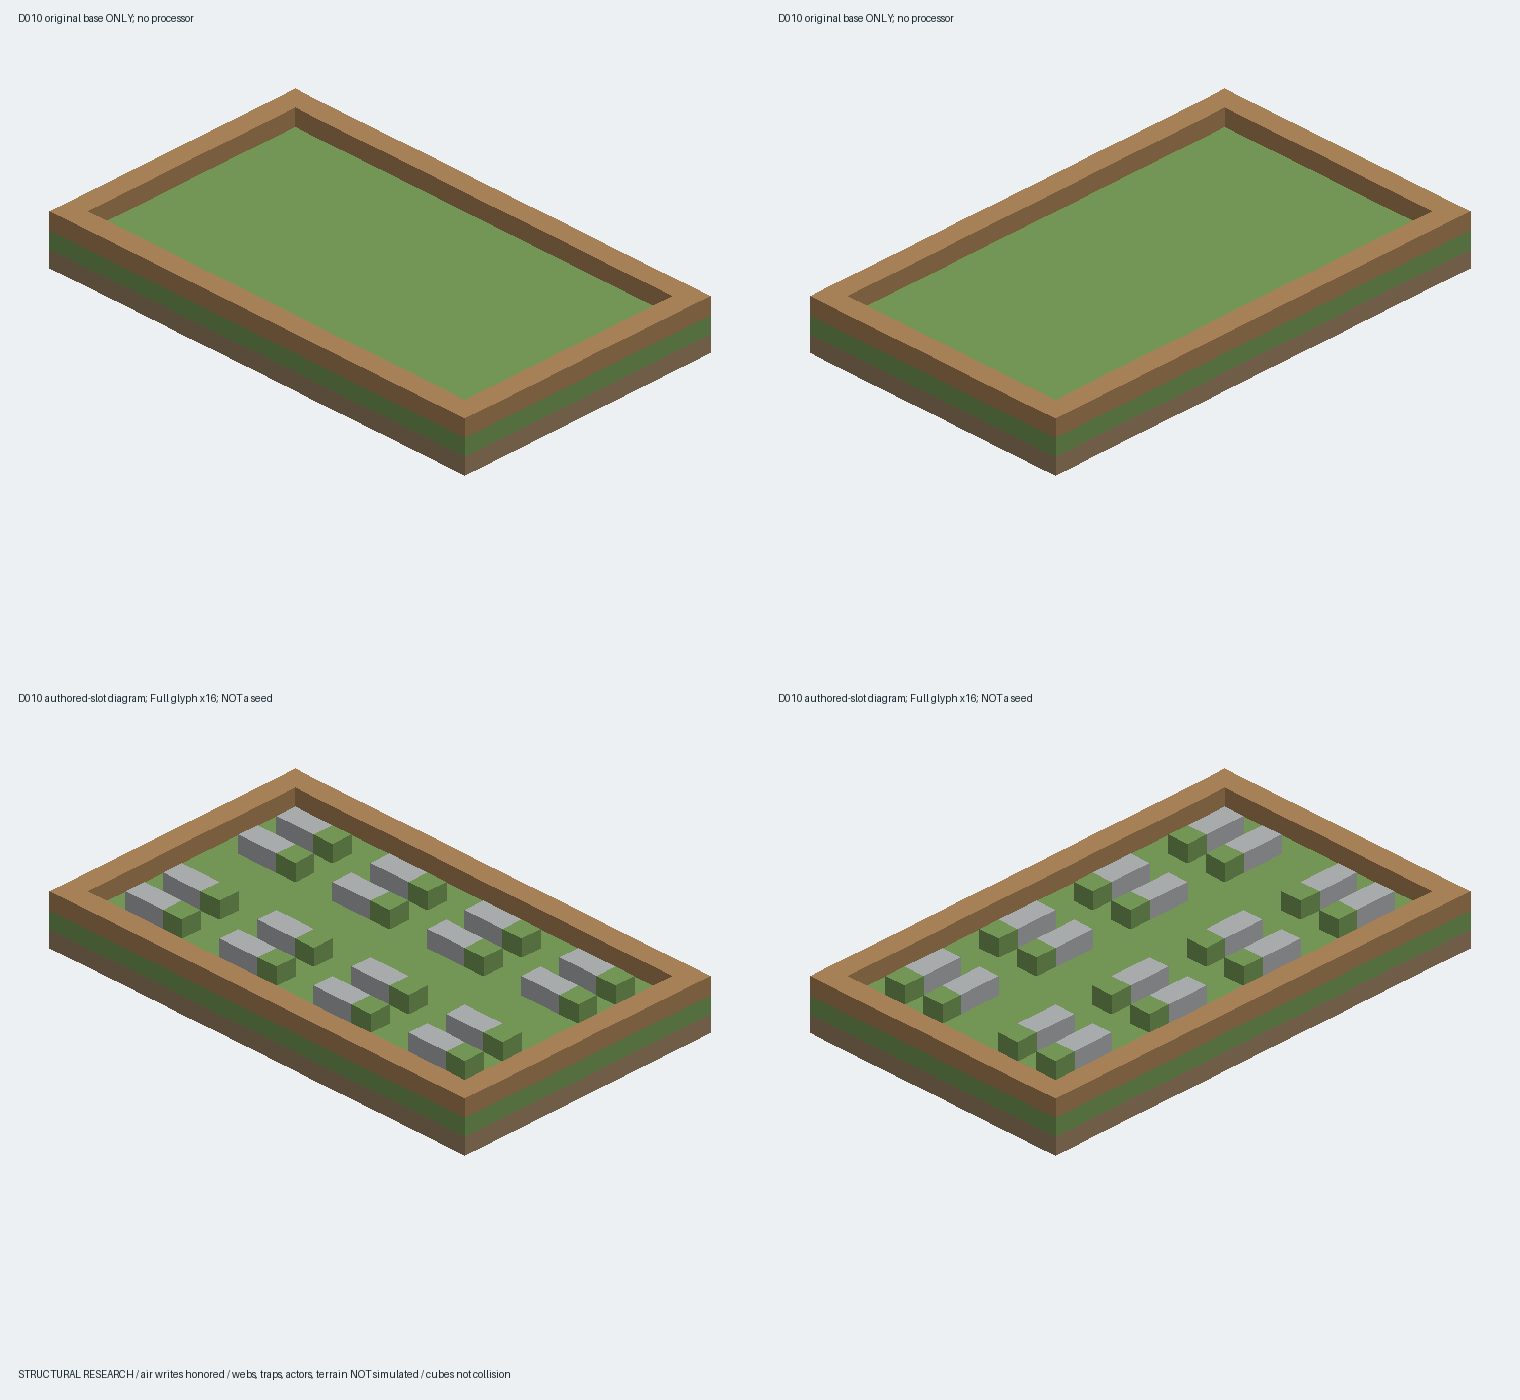 D010 original base ONLY; no processor
D010 original base ONLY; no processor
D010 authored-slot diagram; Full glyph x16; NOT a seed
D010 authored-slot diagram; Full glyph x16; NOT a seed
STRUCTURAL RESEARCH / air writes honored / webs, traps, actors, terrain NOT simulated / cubes not collision